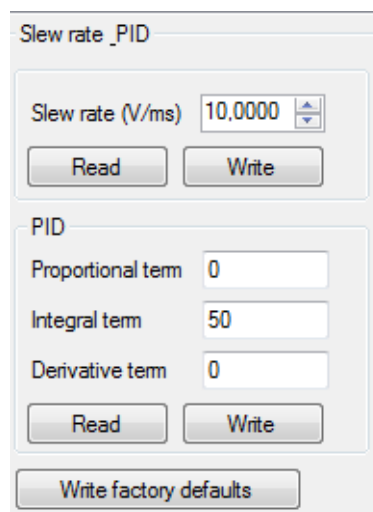 Slew rate _PID
Slew rate (V/ms) 10,0000
Read Write
PID
Proportional term 0
Integral term 50
Derivative term 0
Read Write
Write factory defaults